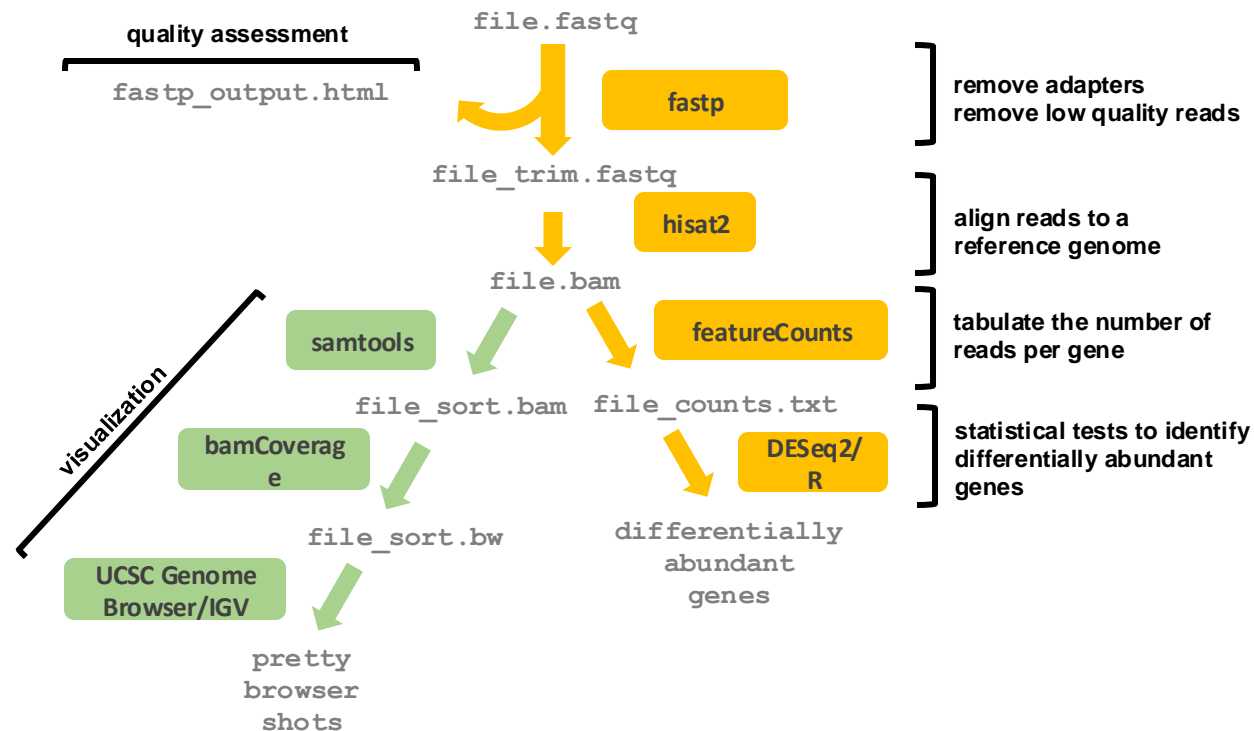 file.fastq
quality assessment
fastp_output.html
fastp
remove adapters
remove low quality reads
file_trim.fastq
hisat2
align reads to a
reference genome
file.bam
samtools
featureCounts
tabulate the number of
reads per gene
visualization
file_sort.bam
file_counts.txt
bamCoverag
e
DESeq2/
R
statistical tests to identify
differentially abundant
genes
file_sort.bw
differentially
abundant
genes
UCSC Genome
Browser/IGV
pretty
browser
shots